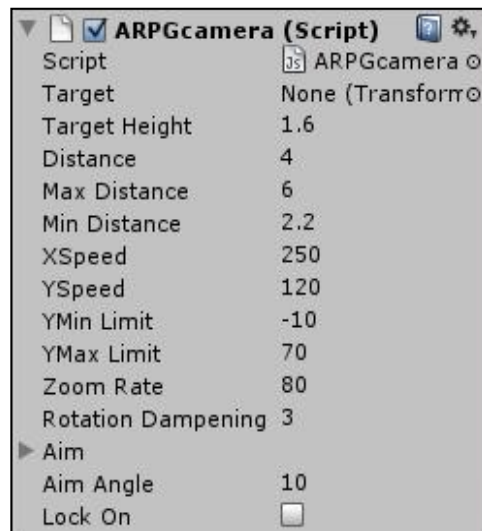 ARPGcamera (Script)
Script JS ARPGcamera
Target None (Transform
Target Height 1.6
Distance 4
Max Distance 6
Min Distance 2.2
XSpeed 250
YSpeed 120
YMin Limit -10
YMax Limit 70
Zoom Rate 80
Rotation Dampening 3
Aim
Aim Angle 10
Lock On